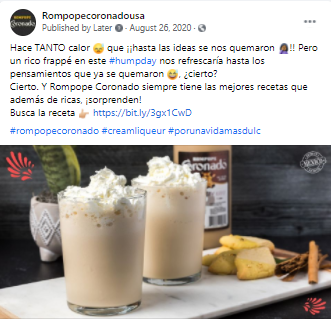 Rompopecoronadousa
Published by Later · August 26, 2020 ·
Hace TANTO calor 😪 que ¡¡hasta las ideas se nos quemaron 🤦🏾‍♀️!! Pero
un rico frappé en este #humpday nos refrescaría hasta los
pensamientos que ya se quemaron 😅, ¿cierto?
Cierto. Y Rompope Coronado siempre tiene las mejores recetas que
además de ricas, ¡sorprenden!
Busca la receta 👉🏼 https://bit.ly/3gx1CwD
#rompopecoronado #creamliqueur #porunavidamasdulc
ROMPOPE
Coronado